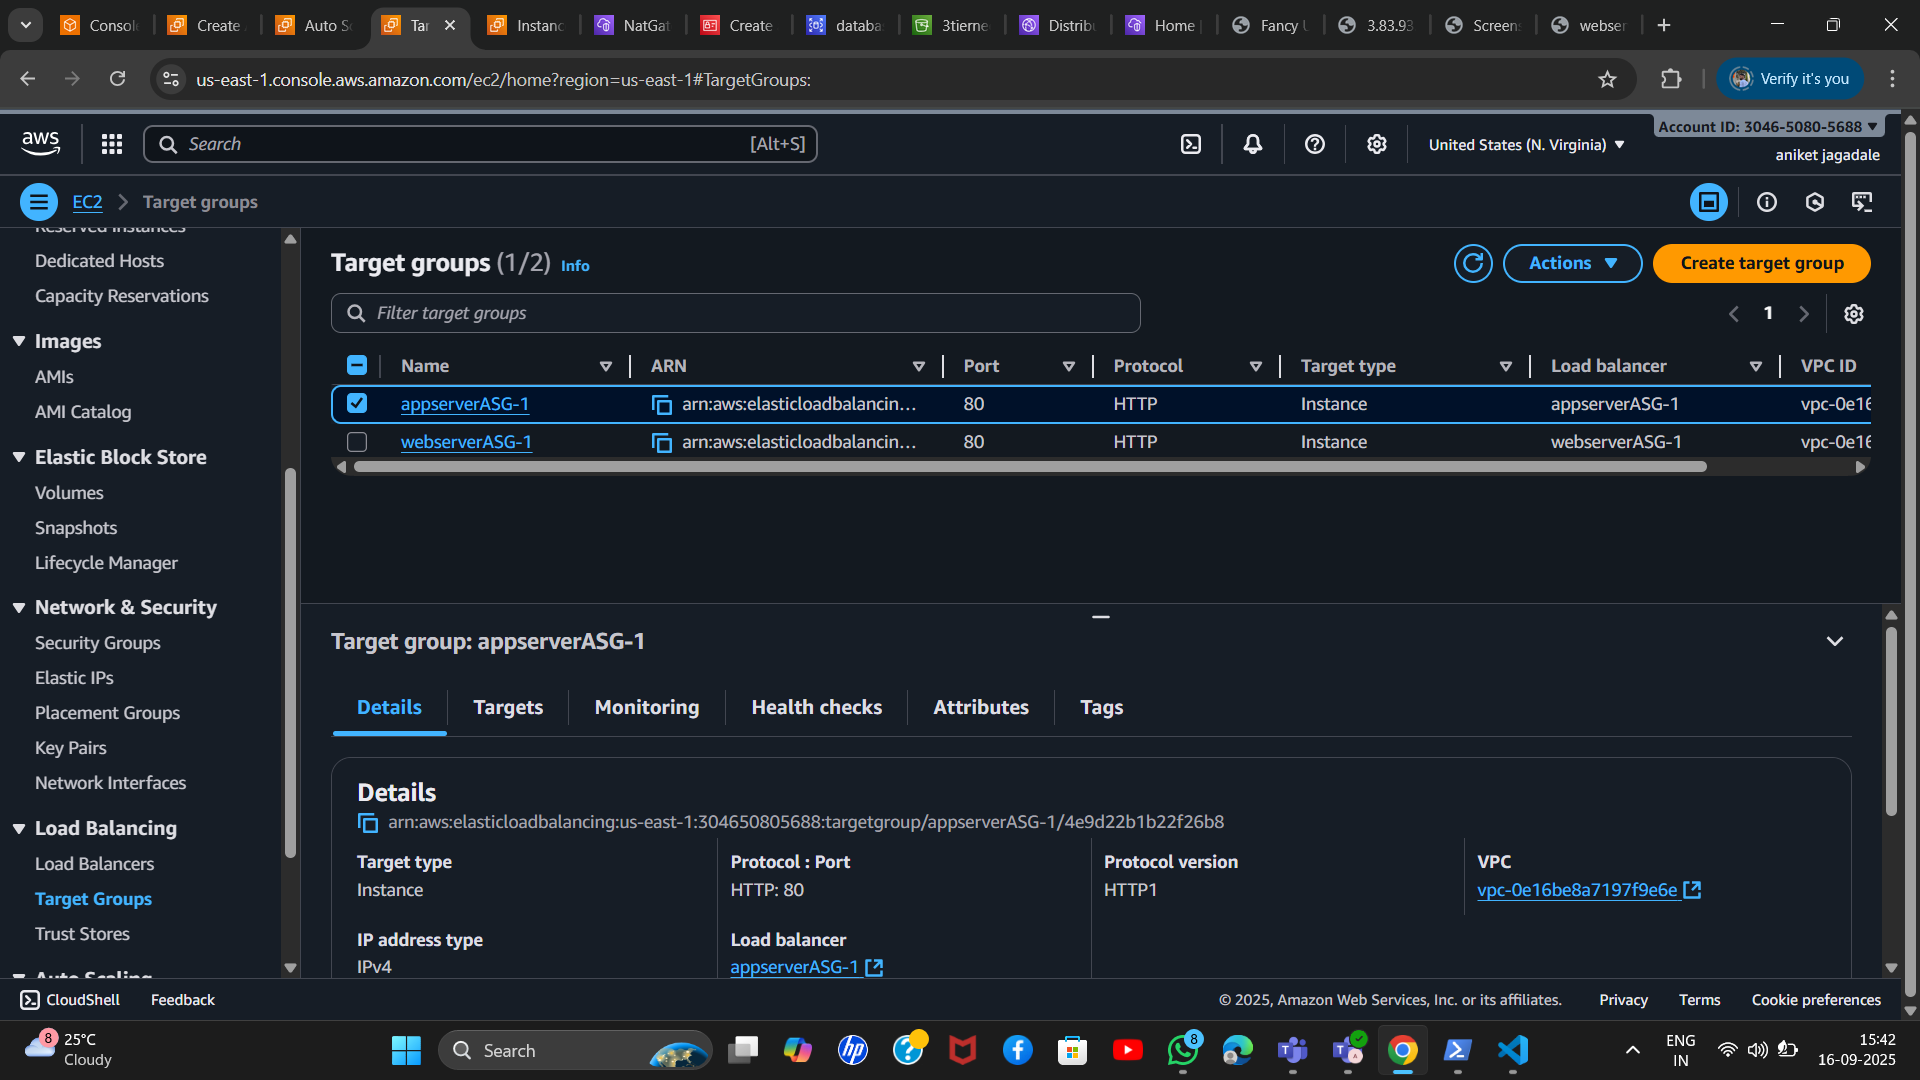 Consol
Create
Auto Sc
Tar
Instanc
NatGat
Create
databa
3tierne
Distribu
Home
Fancy U
3.83.93
Screens
webser
us-east-1.console.aws.amazon.com/ec2/home?region=us-east-1#TargetGroups:
Verify it's you
aws
Search
[Alt+S]
United States (N. Virginia)
Account ID: 3046-5080-5688
aniket jagadale
EC2
Target groups
Reserved Instances
Dedicated Hosts
Capacity Reservations
Images
AMIs
AMI Catalog
Elastic Block Store
Volumes
Snapshots
Lifecycle Manager
Network & Security
Security Groups
Elastic IPs
Placement Groups
Key Pairs
Network Interfaces
Load Balancing
Load Balancers
Target Groups
Trust Stores
Auto Scaling
Target groups (1/2) Info
Actions
Create target group
Filter target groups
1
Name ARN Port Protocol Target type Load balancer VPC ID
appserverASG-1 arn:aws:elasticloadbalancin... 80 HTTP Instance appserverASG-1 vpc-0e16
webserverASG-1 arn:aws:elasticloadbalancin... 80 HTTP Instance webserverASG-1 vpc-0e16
Target group: appserverASG-1
Details Targets Monitoring Health checks Attributes Tags
Details
arn:aws:elasticloadbalancing:us-east-1:304650805688:targetgroup/appserverASG-1/4e9d22b1b22f26b8
Target type
Instance
Protocol : Port
HTTP: 80
Protocol version
HTTP1
VPC
vpc-0e16be8a7197f9e6e
IP address type
IPv4
Load balancer
appserverASG-1
CloudShell
Feedback
© 2025, Amazon Web Services, Inc. or its affiliates.
Privacy
Terms
Cookie preferences
8
25°C
Cloudy
Search
hp
8
ENG
IN
15:42
16-09-2025